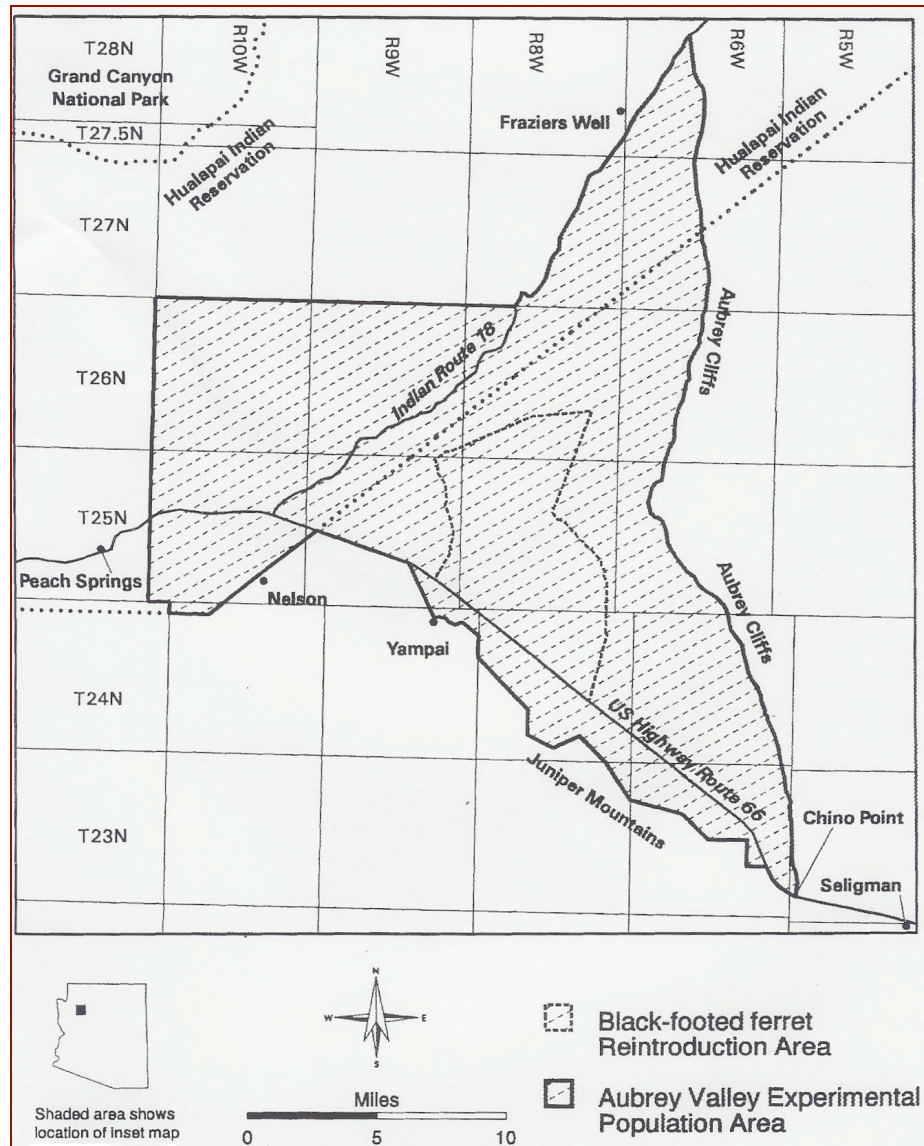 T28N
R10W
R9W
R8W
R6W
R5W
Grand Canyon
National Park
T27.5N
Hualapai Indian
Reservation
Fraziers Well
Hualapai Indian
Reservation
T27N
Aubrey Cliffs
Indian Route 18
T26N
T25N
Peach Springs
Nelson
Aubrey Cliffs
Yampai
T24N
US Highway Route 66
Juniper Mountains
T23N
Chino Point
Seligman
N
W
E
S
Miles
0
5
10
Shaded area shows
location of inset map
Black-footed ferret
Reintroduction Area
Aubrey Valley Experimental
Population Area